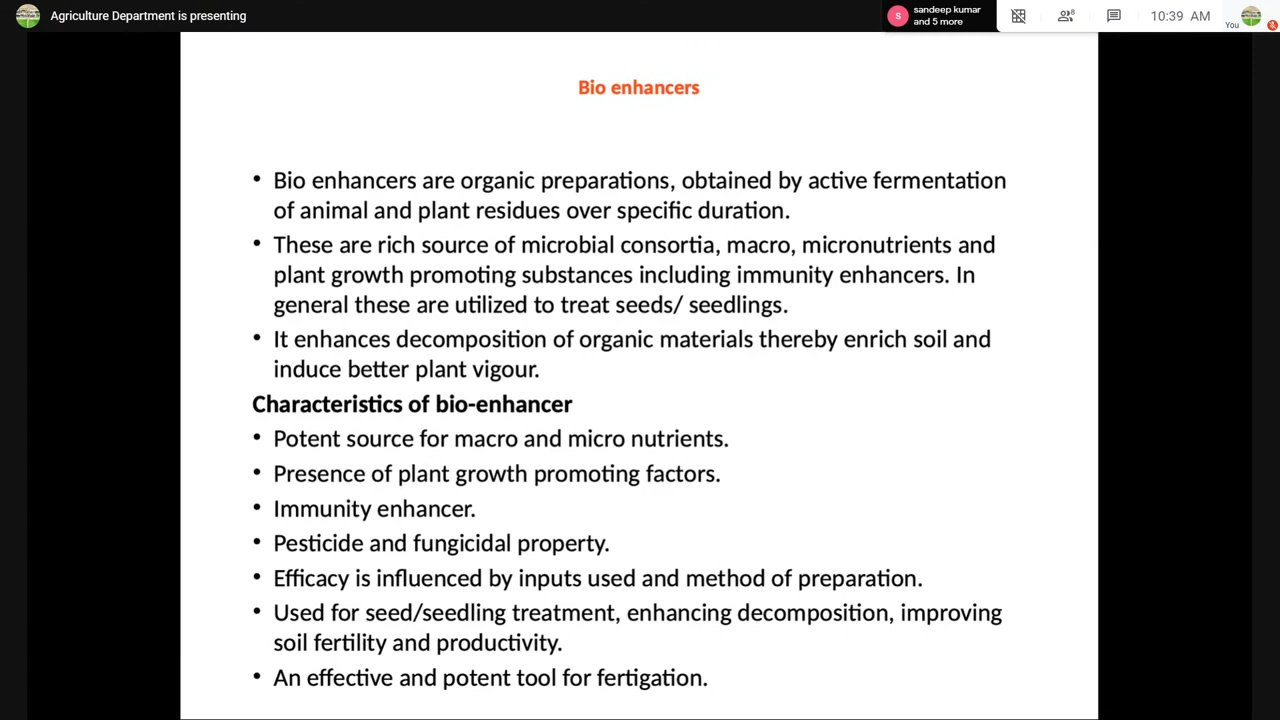 Agriculture Department is presenting
sandeep kumar
and 5 more
S
8
10:39 AM
You
Bio enhancers
• Bio enhancers are organic preparations, obtained by active fermentation
of animal and plant residues over specific duration.
• These are rich source of microbial consortia, macro, micronutrients and
plant growth promoting substances including immunity enhancers. In
general these are utilized to treat seeds/ seedlings.
• It enhances decomposition of organic materials thereby enrich soil and
induce better plant vigour.
Characteristics of bio-enhancer
• Potent source for macro and micro nutrients.
• Presence of plant growth promoting factors.
• Immunity enhancer.
• Pesticide and fungicidal property.
• Efficacy is influenced by inputs used and method of preparation.
• Used for seed/seedling treatment, enhancing decomposition, improving
soil fertility and productivity.
• An effective and potent tool for fertigation.